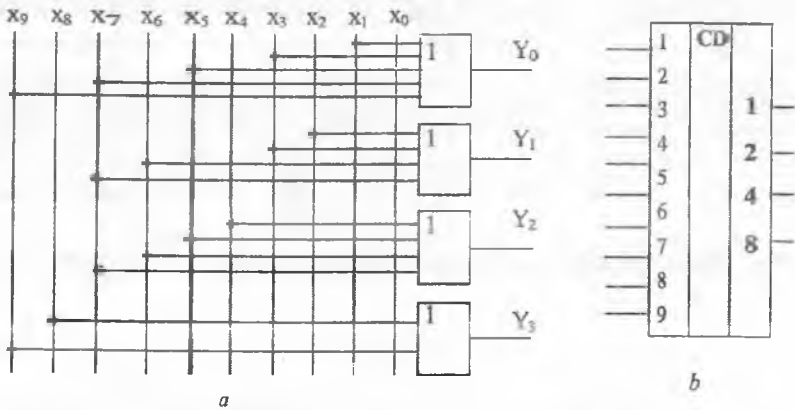 x₉ x₈ x₇ x₆ x₅ x₄ x₃ x₂ x₁ x₀
1 Y₀
1 Y₁
1 Y₂
1 Y₃
a
CD
1
2
3
4
5
6
7
8
9
1
2
4
8
b